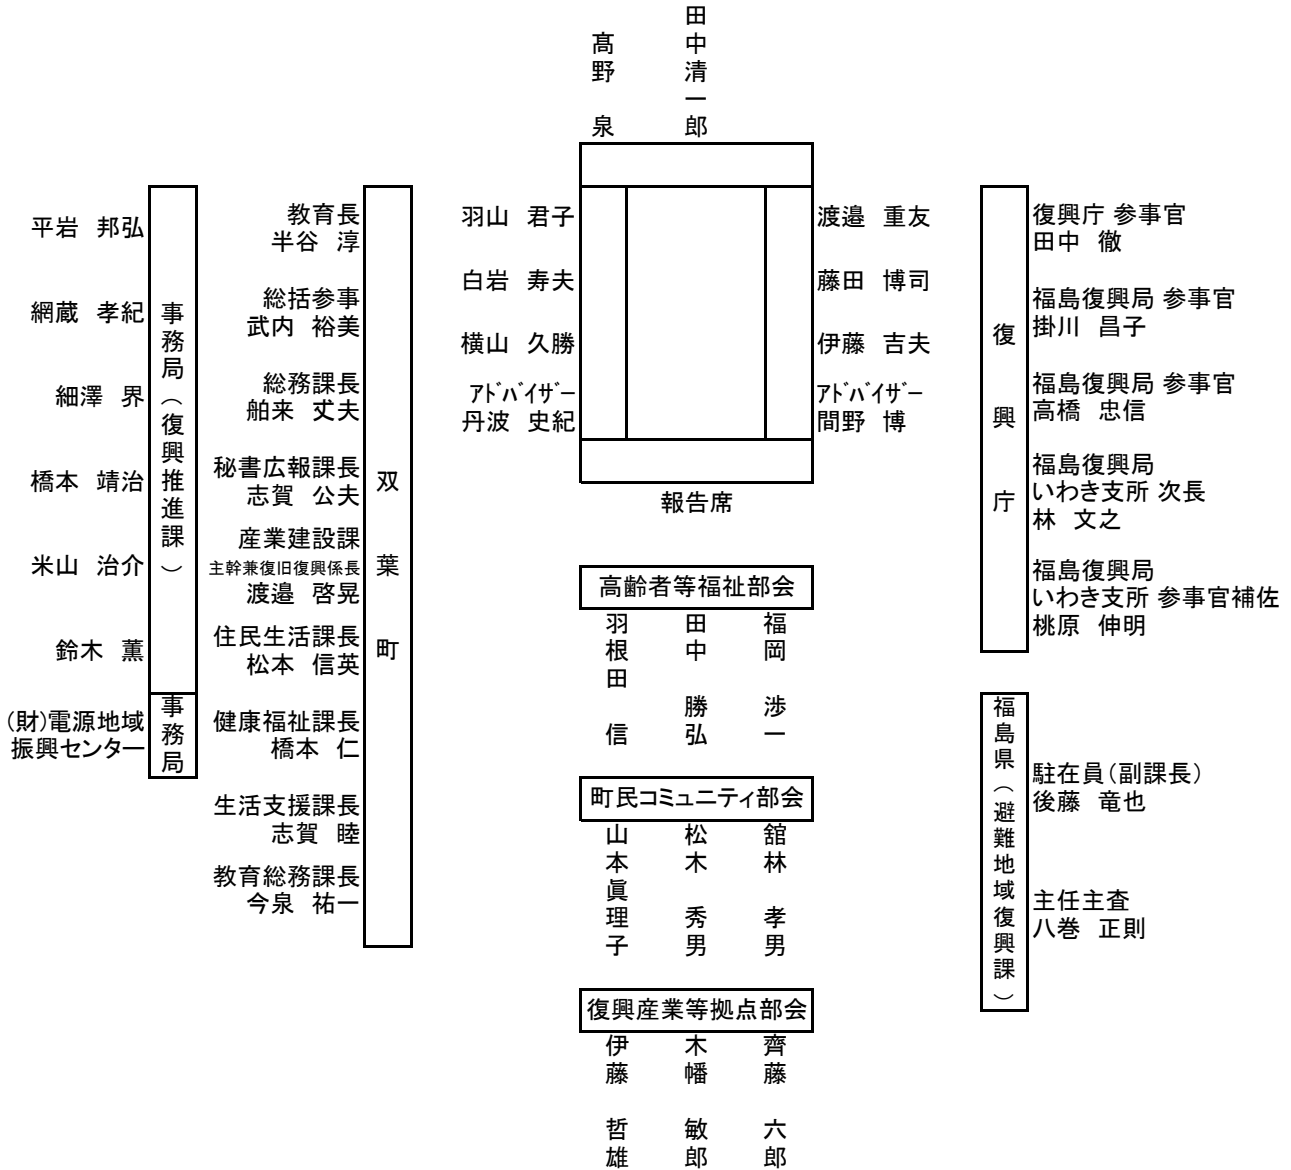 田中清一郎
髙野 泉
羽山 君子
白岩 寿夫
横山 久勝
アドバイザー
丹波 史紀
渡邉 重友
藤田 博司
伊藤 吉夫
アドバイザー
間野 博
報告席
平岩 邦弘
網蔵 孝紀
細澤 界
橋本 靖治
米山 治介
鈴木 薫
(財)電源地域
振興センター
事務局(復興推進課)
事務局
教育長
半谷 淳
総括参事
武内 裕美
総務課長
舶来 丈夫
秘書広報課長
志賀 公夫
産業建設課
主幹兼復旧復興係長
渡邉 啓晃
住民生活課長
松本 信英
健康福祉課長
橋本 仁
生活支援課長
志賀 睦
教育総務課長
今泉 祐一
双葉町
高齢者等福祉部会
羽根田 信
田中 勝弘
福岡 渉一
町民コミュニティ部会
山本眞理子
松木 秀男
舘林 孝男
復興産業等拠点部会
伊藤 哲雄
木幡 敏郎
齊藤 六郎
復興庁
復興庁 参事官
田中 徹
福島復興局 参事官
掛川 昌子
福島復興局 参事官
高橋 忠信
福島復興局
いわき支所 次長
林 文之
福島復興局
いわき支所 参事官補佐
桃原 伸明
福島県(避難地域復興課)
駐在員(副課長)
後藤 竜也
主任主査
八巻 正則